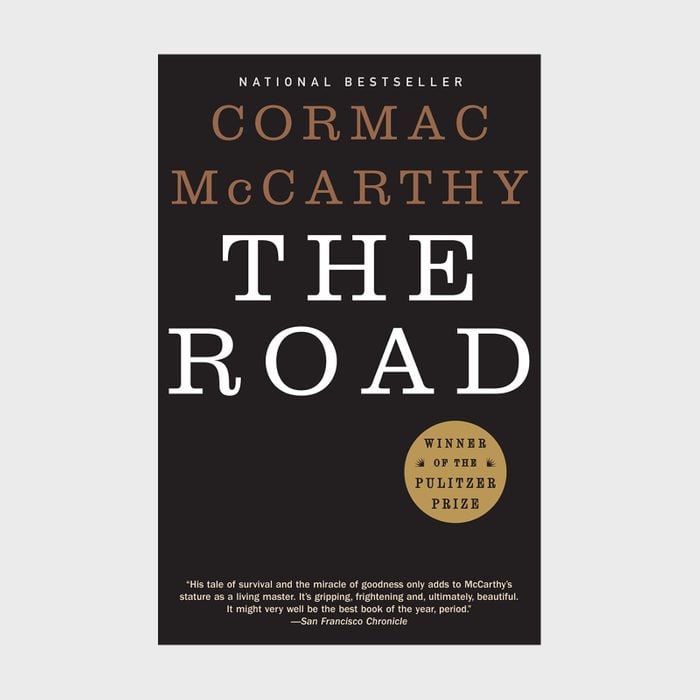 NATIONAL BESTSELLER
CORMAC
McCARTHY
THE
ROAD
WINNER
OF THE
PULITZER
PRIZE
“His tale of survival and the miracle of goodness only adds to McCarthy’s
stature as a living master. It’s gripping, frightening and, ultimately, beautiful.
It might very well be the best book of the year, period.”
—San Francisco Chronicle